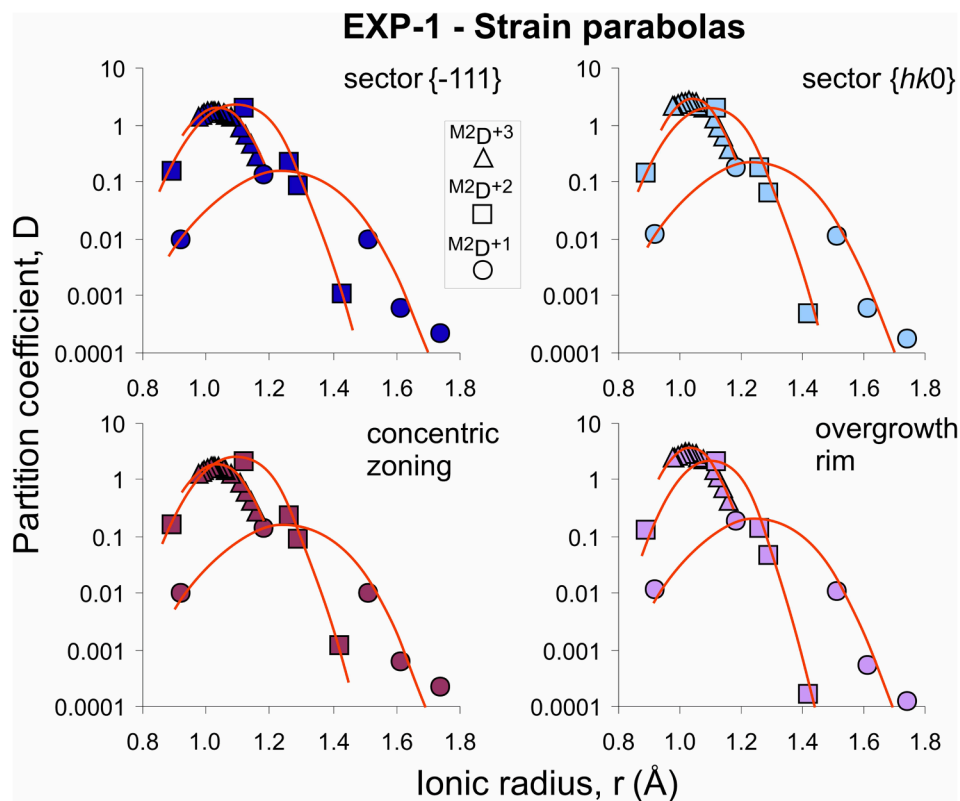 EXP-1 - Strain parabolas
sector {-111}
sector {hk0}
10
1
0.1
0.01
0.001
0.0001
0.8 1.0 1.2 1.4 1.6 1.8
M2D+3
M2D+2
M2D+1
10
1
0.1
0.01
0.001
0.0001
0.8 1.0 1.2 1.4 1.6 1.8
concentric
zoning
10
1
0.1
0.01
0.001
0.0001
0.8 1.0 1.2 1.4 1.6 1.8
overgrowth
rim
10
1
0.1
0.01
0.001
0.0001
0.8 1.0 1.2 1.4 1.6 1.8
Partition coefficient, D
Ionic radius, r (Å)